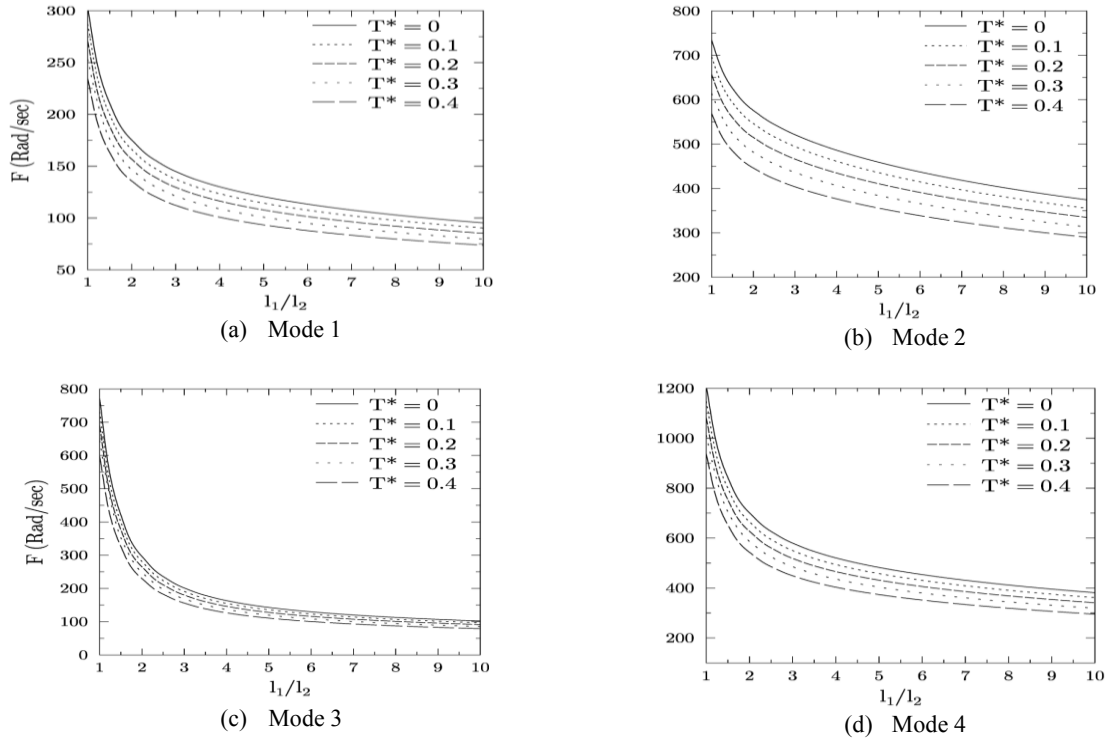 300
250
200
150
100
50
F (Rad/sec)
T* = 0
T* = 0.1
T* = 0.2
T* = 0.3
T* = 0.4
1 2 3 4 5 6 7 8 9 10
l₁/l₂
(a) Mode 1
800
700
600
500
400
300
200
T* = 0
T* = 0.1
T* = 0.2
T* = 0.3
T* = 0.4
1 2 3 4 5 6 7 8 9 10
l₁/l₂
(b) Mode 2
800
700
600
500
400
300
200
100
0
F (Rad/sec)
T* = 0
T* = 0.1
T* = 0.2
T* = 0.3
T* = 0.4
1 2 3 4 5 6 7 8 9 10
l₁/l₂
(c) Mode 3
1200
1000
800
600
400
200
T* = 0
T* = 0.1
T* = 0.2
T* = 0.3
T* = 0.4
1 2 3 4 5 6 7 8 9 10
l₁/l₂
(d) Mode 4